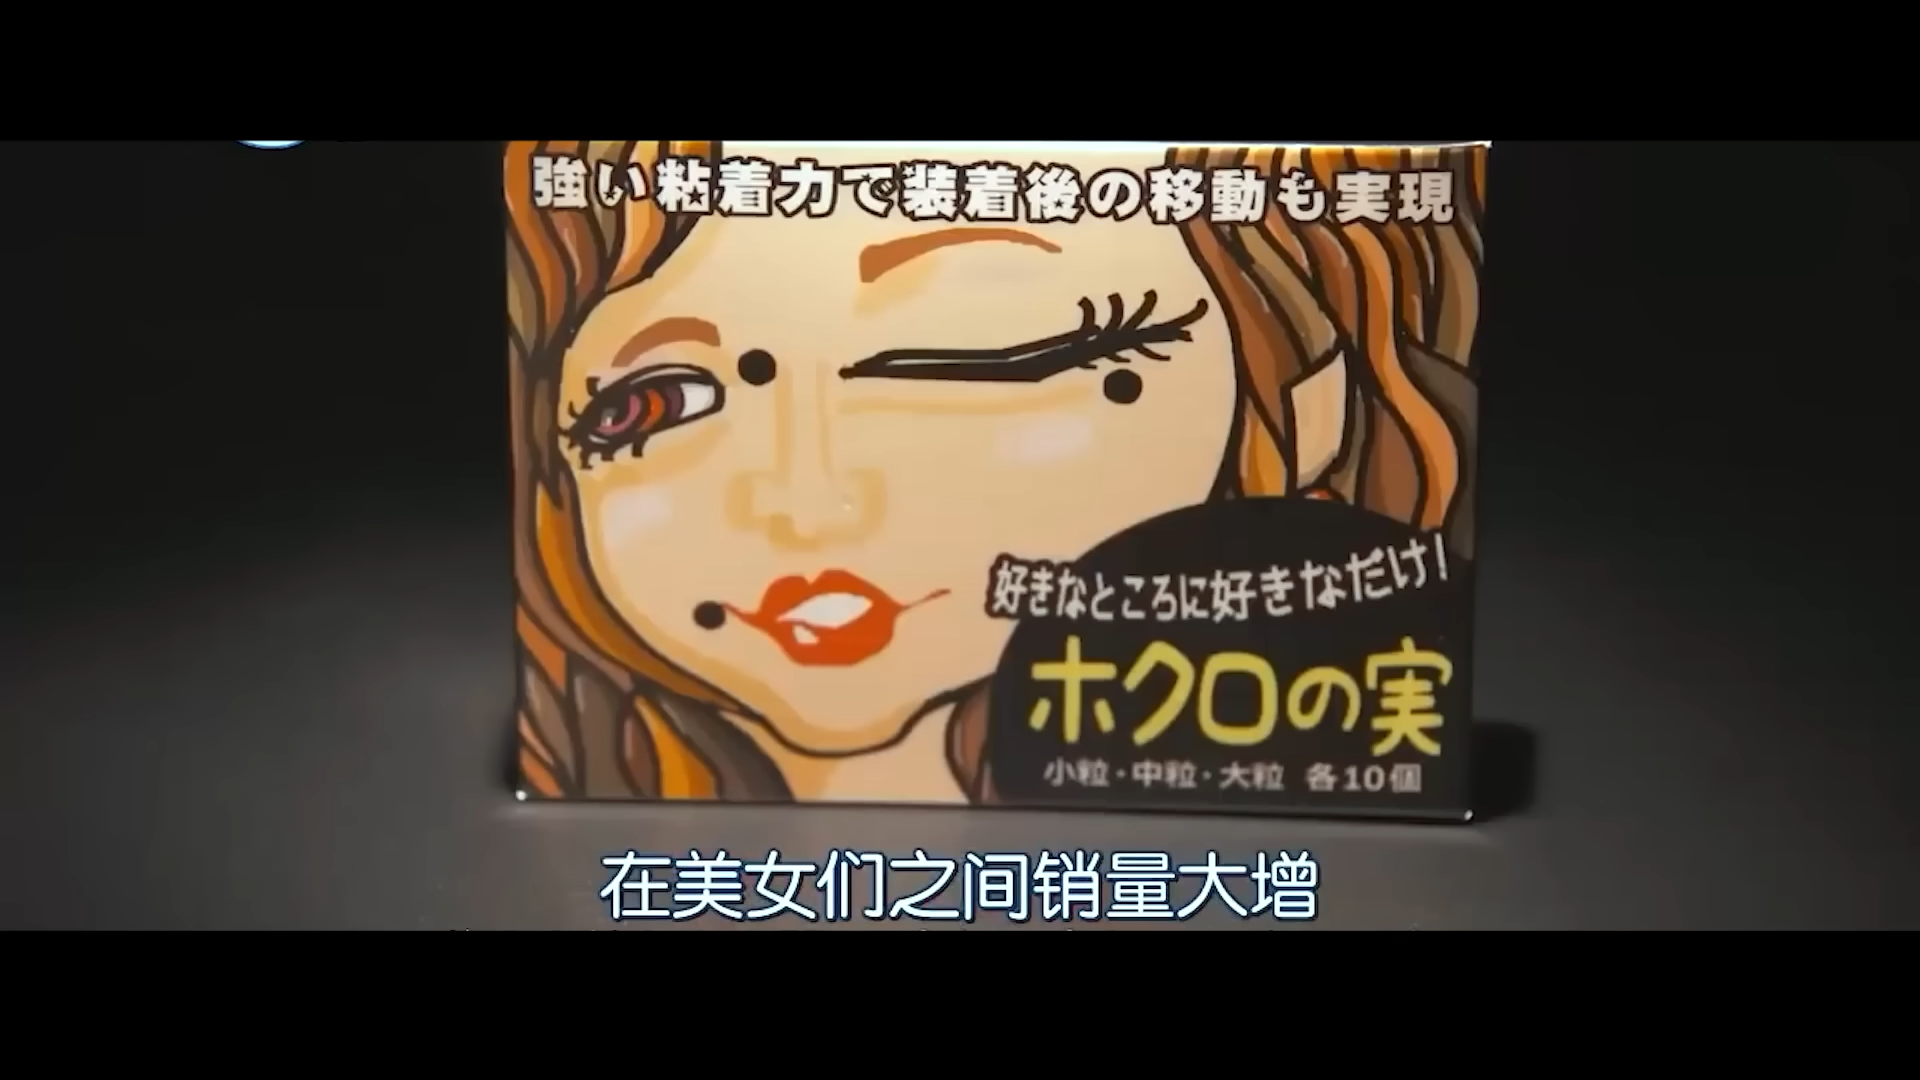 強い粘着力で装着後の移動も実現
好きなところに好きなだけ!
ホクロの実
小粒・中粒・大粒 各10個
在美女们之间销量大增